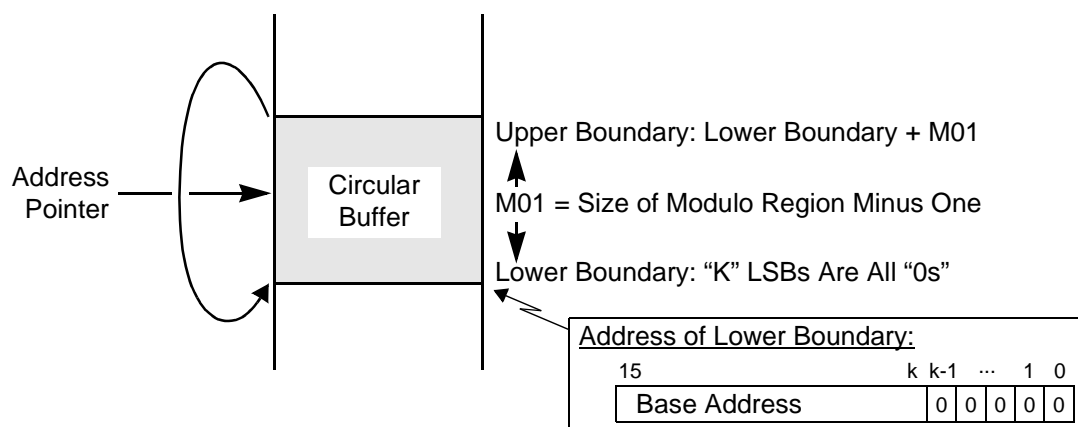 Upper Boundary: Lower Boundary + M01
Address
Pointer
Circular
Buffer
M01 = Size of Modulo Region Minus One
Lower Boundary: “K” LSBs Are All “0s”
Address of Lower Boundary:
15 k k-1 ... 1 0
Base Address 0 0 0 0 0